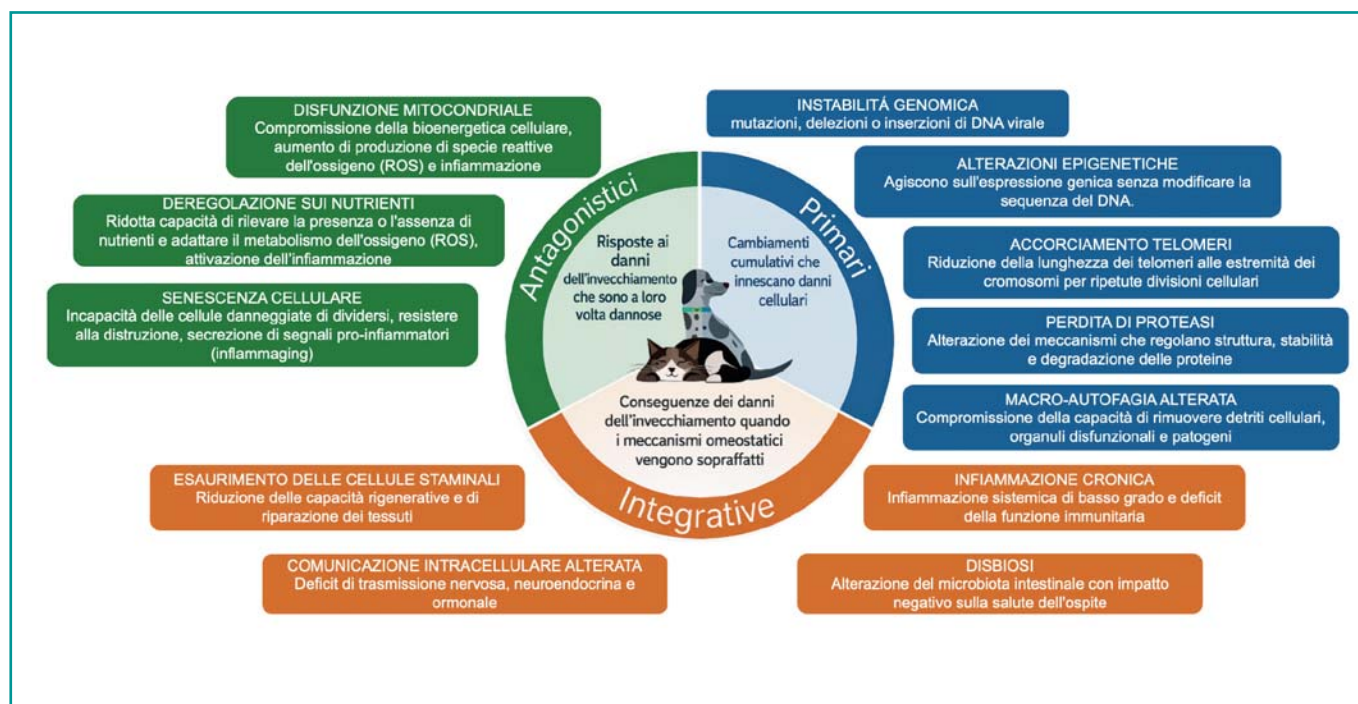 DISFUNZIONE MITOCONDRIALE
Compromissione della bioenergetica cellulare,
aumento di produzione di specie reattive
dell'ossigeno (ROS) e infiammazione
DEREGOLAZIONE SUI NUTRIENTI
Ridotta capacità di rilevare la presenza o l'assenza di
nutrienti e adattare il metabolismo dell'ossigeno (ROS),
attivazione dell'infiammazione
SENESCENZA CELLULARE
Incapacità delle cellule danneggiate di dividersi, resistere
alla distruzione, secrezione di segnali pro-infiammatori
(inflammaging)
INSTABILITÁ GENOMICA
mutazioni, delezioni o inserzioni di DNA virale
ALTERAZIONI EPIGENETICHE
Agiscono sull'espressione genica senza modificare la
sequenza del DNA.
ACCORCIAMENTO TELOMERI
Riduzione della lunghezza dei telomeri alle estremità dei
cromosomi per ripetute divisioni cellulari
PERDITA DI PROTEASI
Alterazione dei meccanismi che regolano struttura, stabilità
e degradazione delle proteine
MACRO-AUTOFAGIA ALTERATA
Compromissione della capacità di rimuovere detriti cellulari,
organuli disfunzionali e patogeni
Antagonistici
Risposte ai
danni
dell'invecchiamento
che sono a loro
volta dannose
Primari
Cambiamenti
cumulativi che
innescano danni
cellulari
Conseguenze dei danni
dell'invecchiamento quando
i meccanismi omeostatici
vengono sopraffatti
Integrative
ESAURIMENTO DELLE CELLULE STAMINALI
Riduzione delle capacità rigenerative e di
riparazione dei tessuti
COMUNICAZIONE INTRACELLULARE ALTERATA
Deficit di trasmissione nervosa, neuroendocrina e
ormonale
INFIAMMAZIONE CRONICA
Infiammazione sistemica di basso grado e deficit
della funzione immunitaria
DISBIOSI
Alterazione del microbiota intestinale con impatto
negativo sulla salute dell'ospite